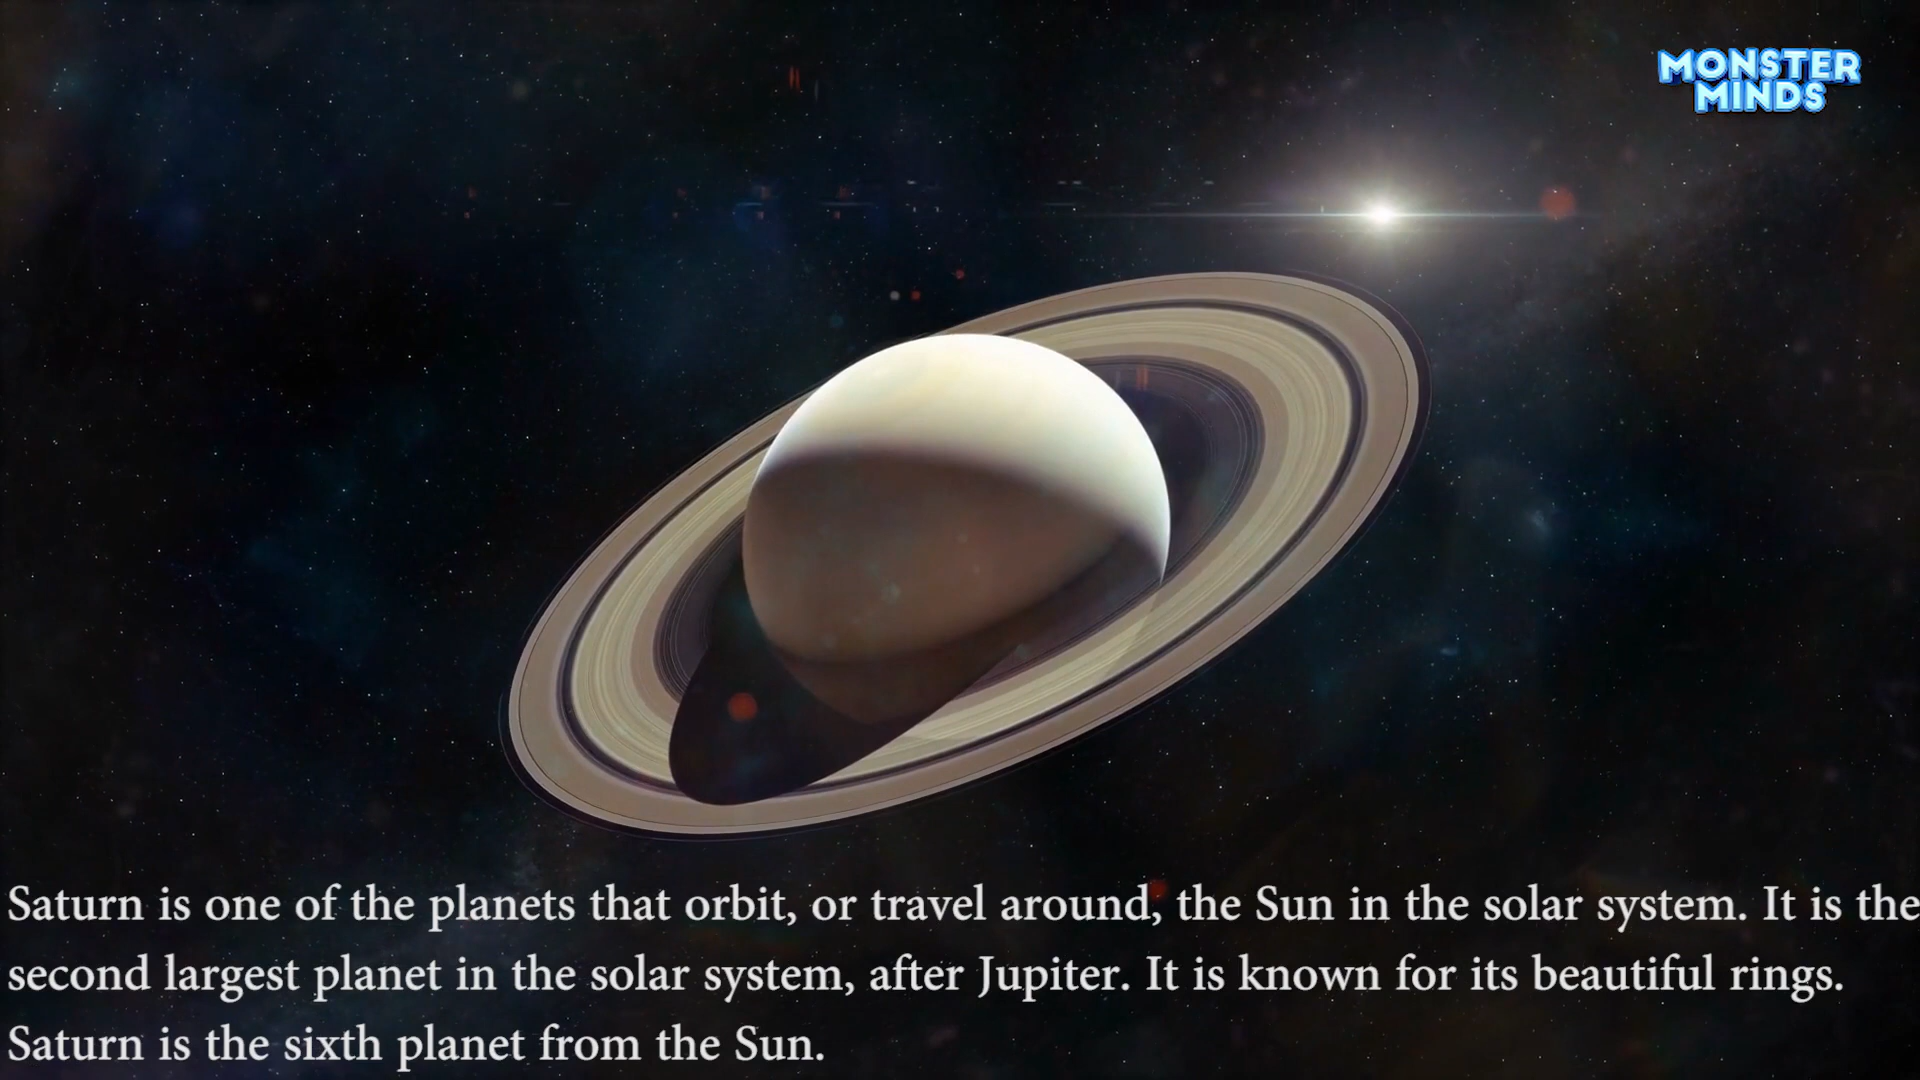 MONSTER
MINDS
Saturn is one of the planets that orbit, or travel around, the Sun in the solar system. It is the
second largest planet in the solar system, after Jupiter. It is known for its beautiful rings.
Saturn is the sixth planet from the Sun.